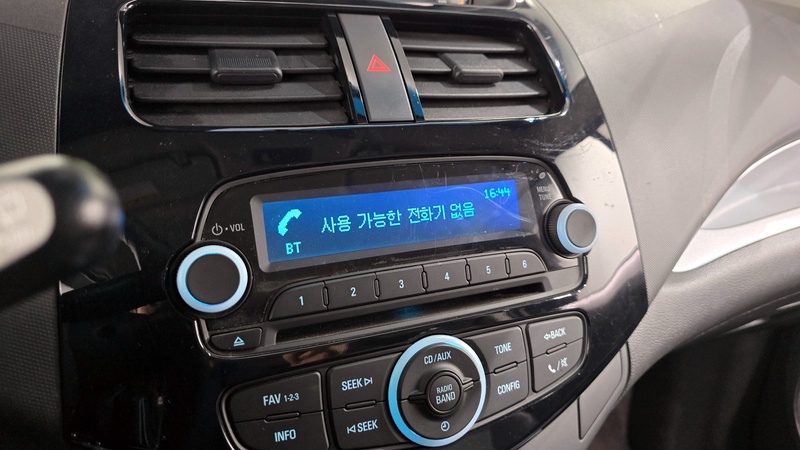 16:44
사용 가능한 전화기 없음
BT
VOL
MENU
TUNE
1 2 3 4 5 6
CD/AUX
TONE
BACK
FAV 1-2-3
SEEK
RADIO
BAND
CONFIG
INFO
SEEK